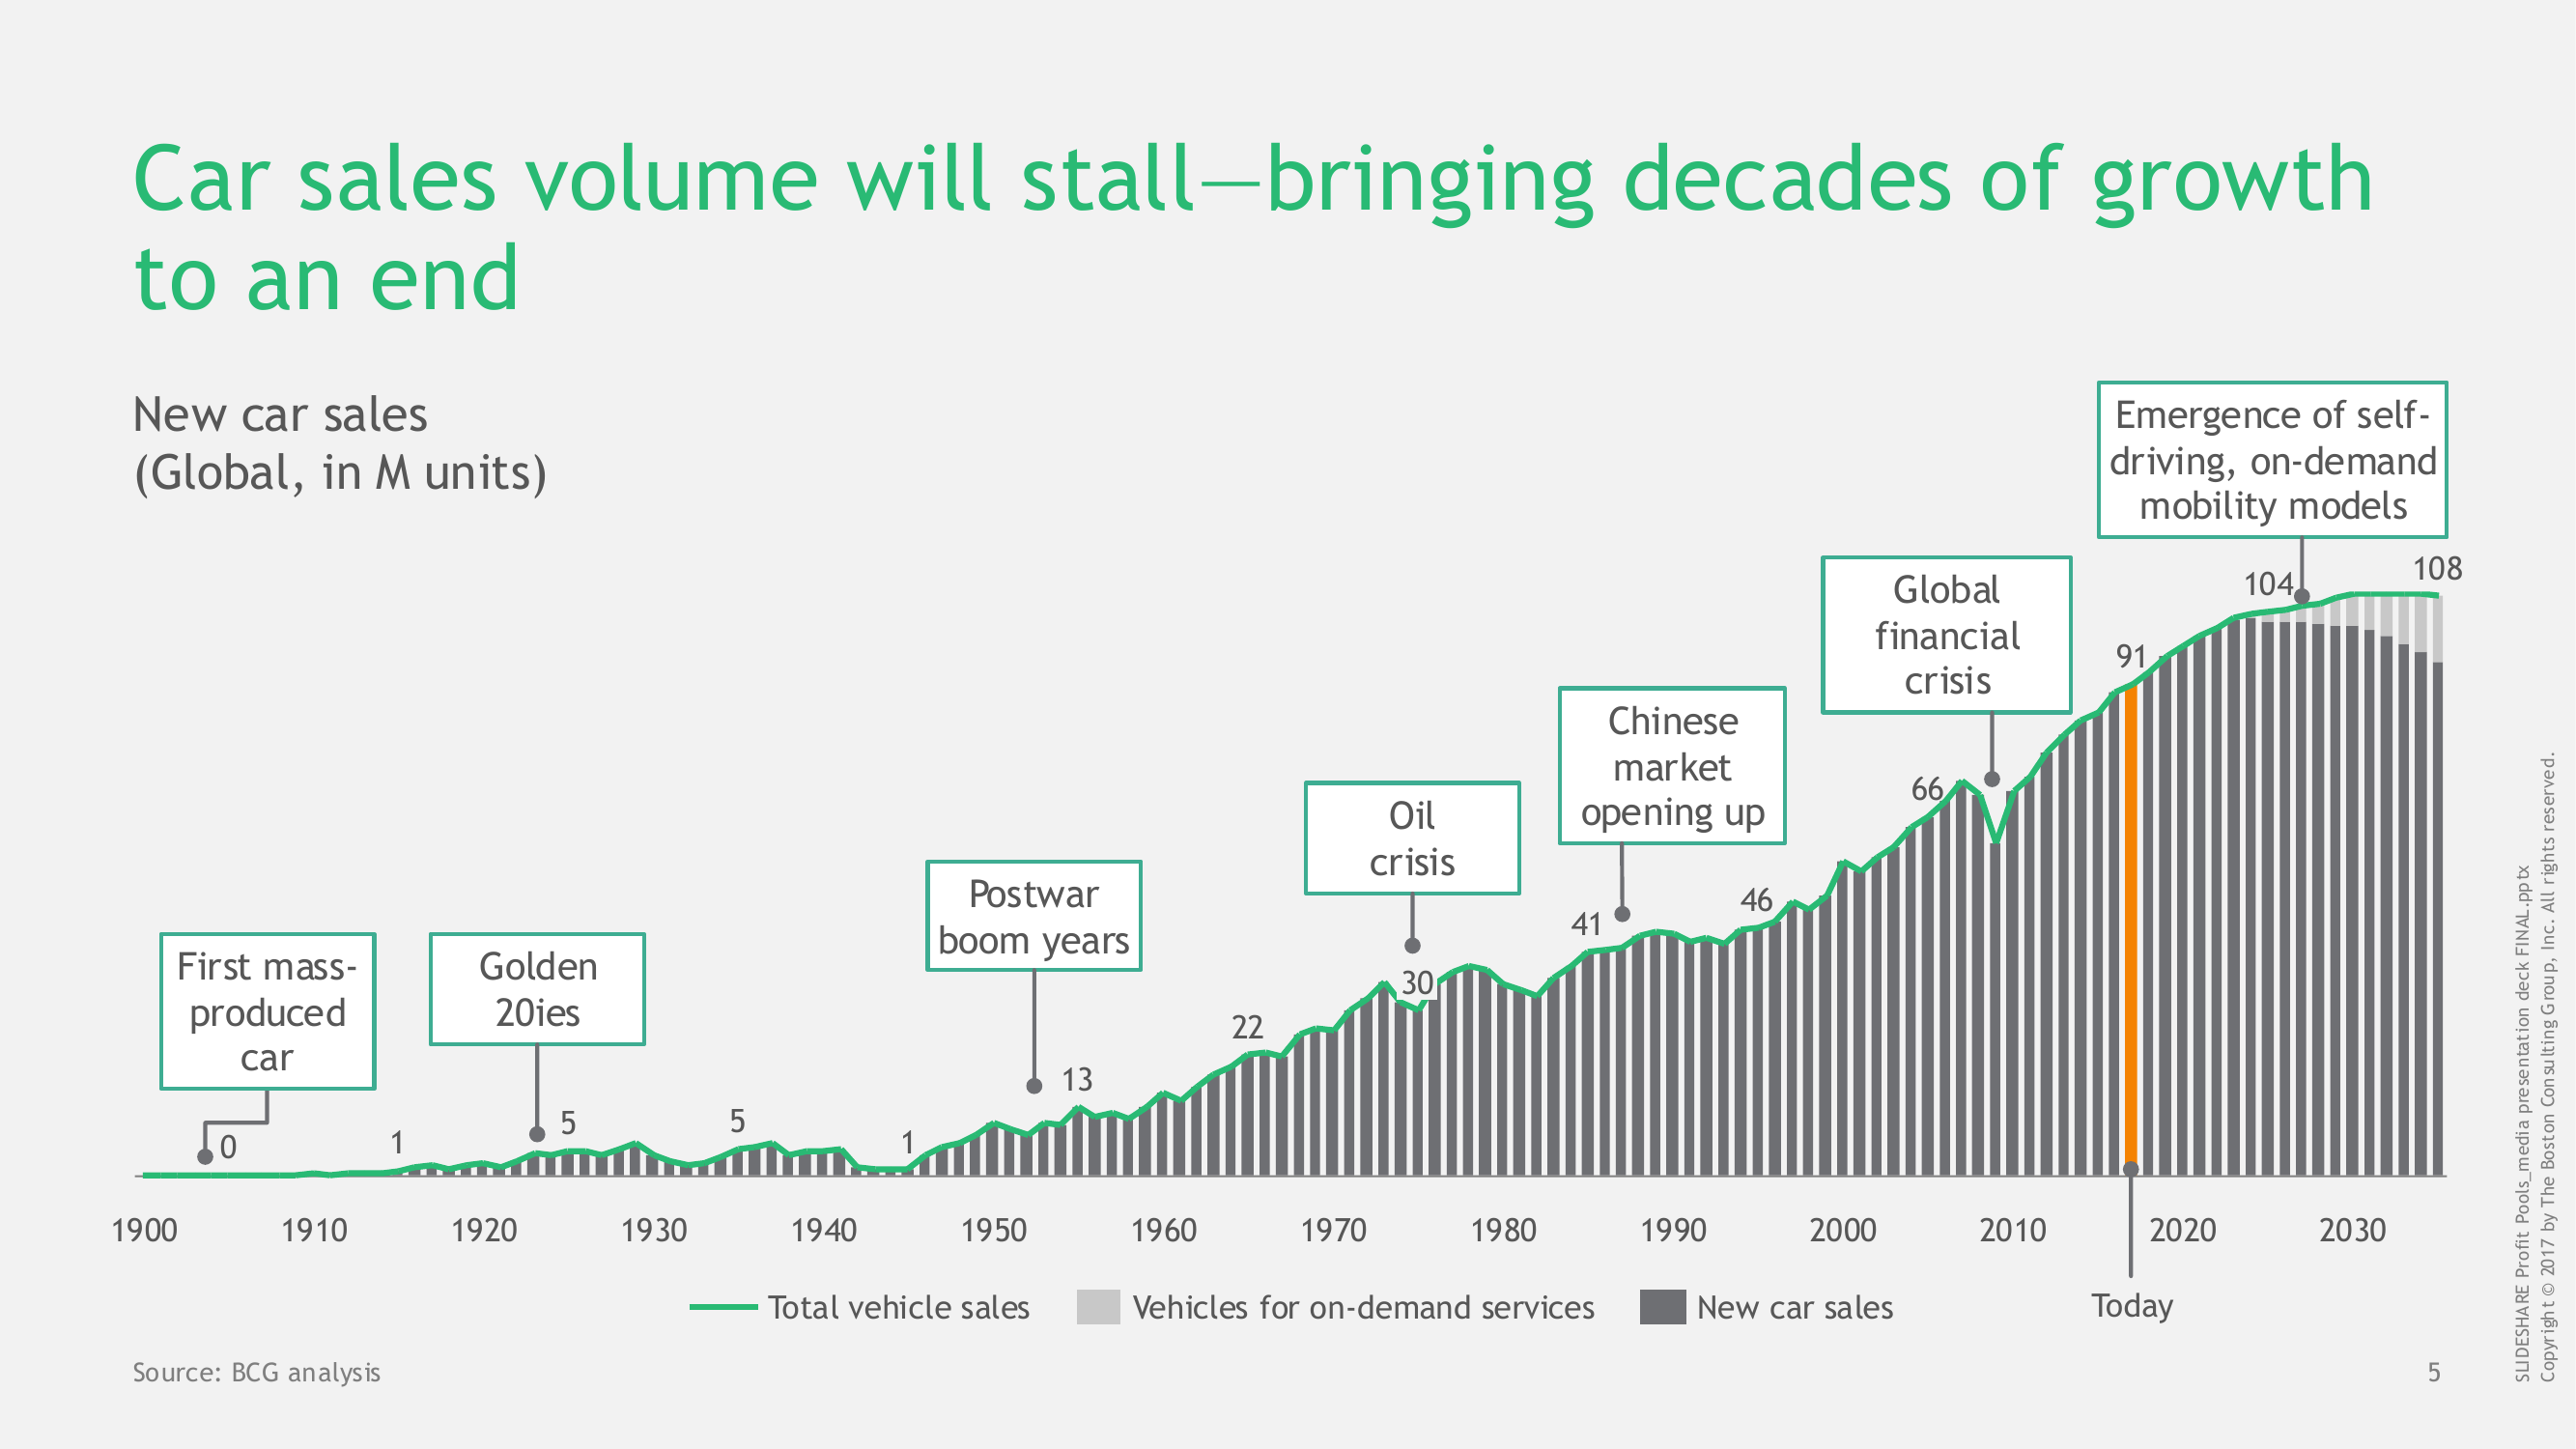 Car sales volume will stall—bringing decades of growth
to an end
New car sales
(Global, in M units)
Emergence of self-
driving, on-demand
mobility models
Global
financial
crisis
Chinese
market
opening up
Oil
crisis
Postwar
boom years
Golden
20ies
First mass-
produced
car
0
1
5
5
1
13
22
30
41
46
66
91
104
108
1900
1910
1920
1930
1940
1950
1960
1970
1980
1990
2000
2010
2020
2030
Today
Total vehicle sales
Vehicles for on-demand services
New car sales
Source: BCG analysis
5
SLIDESHARE Profit Pools_media presentation deck FINAL.pptx
Copyright © 2017 by The Boston Consulting Group, Inc. All rights reserved.